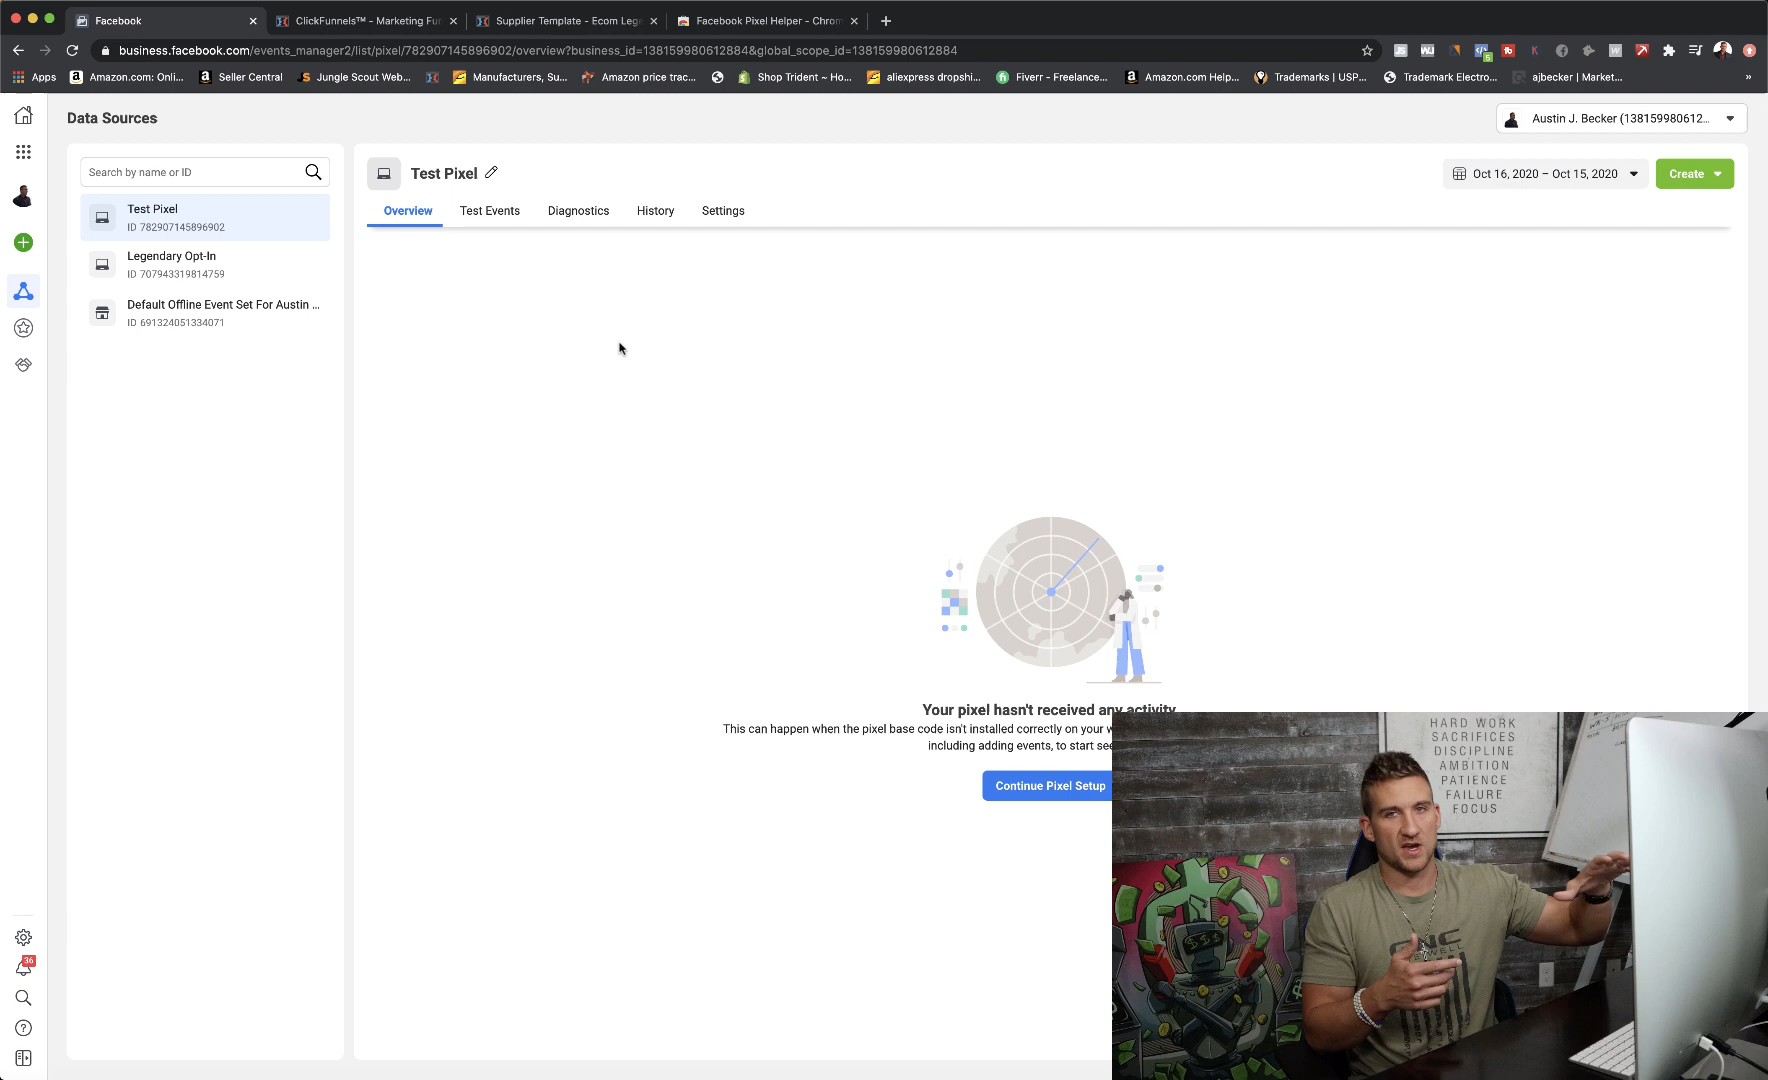 Facebook
ClickFunnels™ - Marketing Fun
Supplier Template - Ecom Lege
Facebook Pixel Helper - Chrom
business.facebook.com/events_manager2/list/pixel/782907145896902/overview?business_id=138159980612884&global_scope_id=138159980612884
Apps
Amazon.com: Onli...
Seller Central
Jungle Scout Web...
Manufacturers, Su...
Amazon price trac...
Shop Trident ~ Ho...
aliexpress dropshi...
Fiverr - Freelance...
Amazon.com Help...
Trademarks | USP...
Trademark Electro...
ajbecker | Market...
»
Data Sources
Austin J. Becker (13815998061​2...
Search by name or ID
Test Pixel
ID 782907145896902
Legendary Opt-In
ID 707943319814759
Default Offline Event Set For Austin ...
ID 691324051334071
Test Pixel
Oct 16, 2020 – Oct 15, 2020
Create
Overview
Test Events
Diagnostics
History
Settings
Your pixel hasn't received any activity
This can happen when the pixel base code isn't installed correctly on your w
including adding events, to start see
Continue Pixel Setup
36
HARD WORK
SACRIFICES
DISCIPLINE
AMBITION
PATIENCE
FAILURE
FOCUS